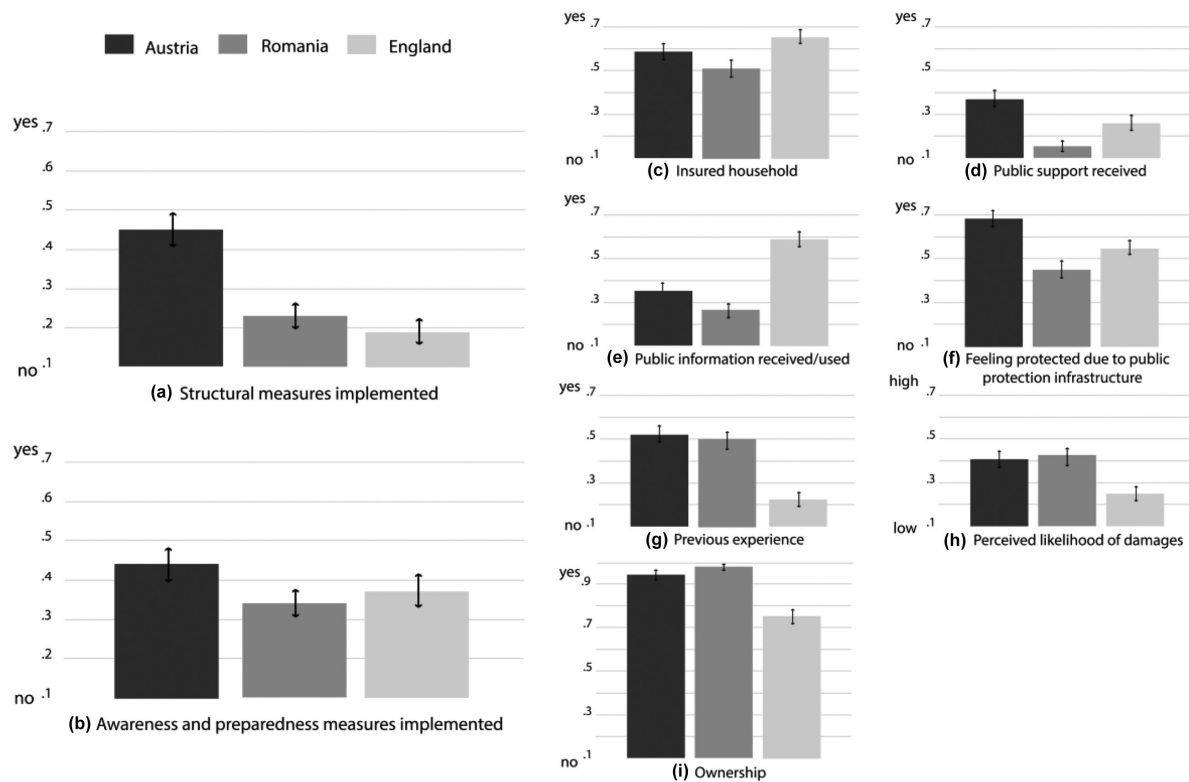 Austria Romania England
yes .7
.6
.5
.4
.3
.2
no .1
(a) Structural measures implemented
yes .7
.6
.5
.4
.3
.2
no .1
(b) Awareness and preparedness measures implemented
yes .7
.5
.3
no .1
(c) Insured household
yes .7
.5
.3
no .1
(d) Public support received
yes .7
.5
.3
no .1
(e) Public information received/used
yes .7
.5
.3
no .1
(f) Feeling protected due to public
protection infrastructure
yes .7
.5
.3
no .1
(g) Previous experience
high .7
.5
.3
low .1
(h) Perceived likelihood of damages
yes .9
.7
.5
.3
no .1
(i) Ownership